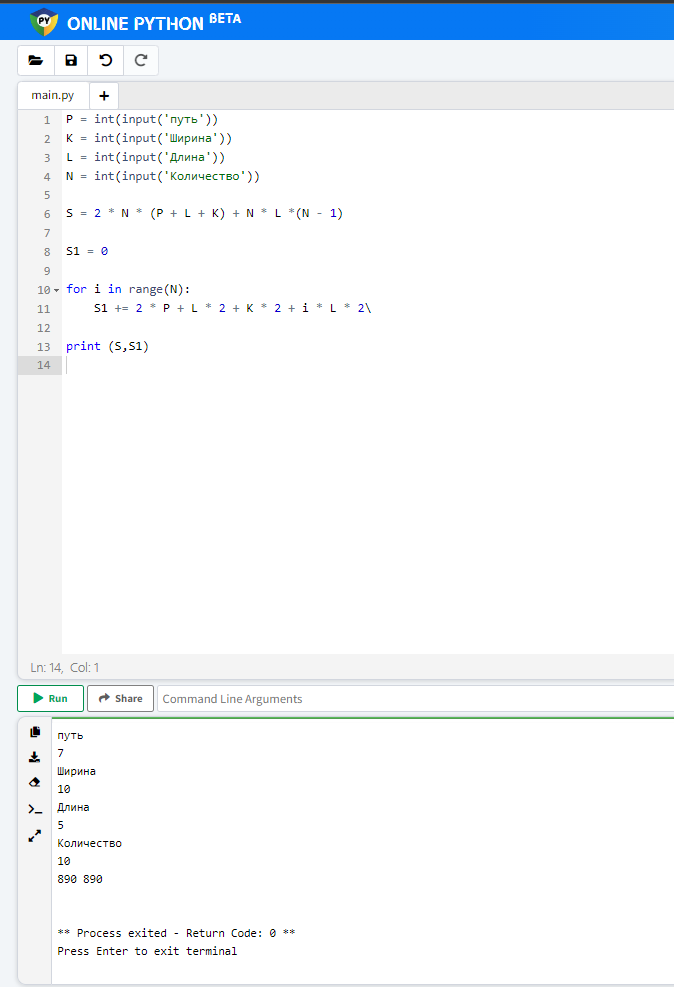 PY ONLINE PYTHON BETA
main.py +
1 P = int(input('путь'))
2 K = int(input('Ширина'))
3 L = int(input('Длина'))
4 N = int(input('Количество'))
5
6 S = 2 * N * (P + L + K) + N * L *(N - 1)
7
8 S1 = 0
9
10 for i in range(N):
11 S1 += 2 * P + L * 2 + K * 2 + i * L * 2\
12
13 print (S,S1)
14
Ln: 14, Col: 1
Run Share Command Line Arguments
путь
7
Ширина
10
Длина
5
Количество
10
890 890
** Process exited - Return Code: 0 **
Press Enter to exit terminal